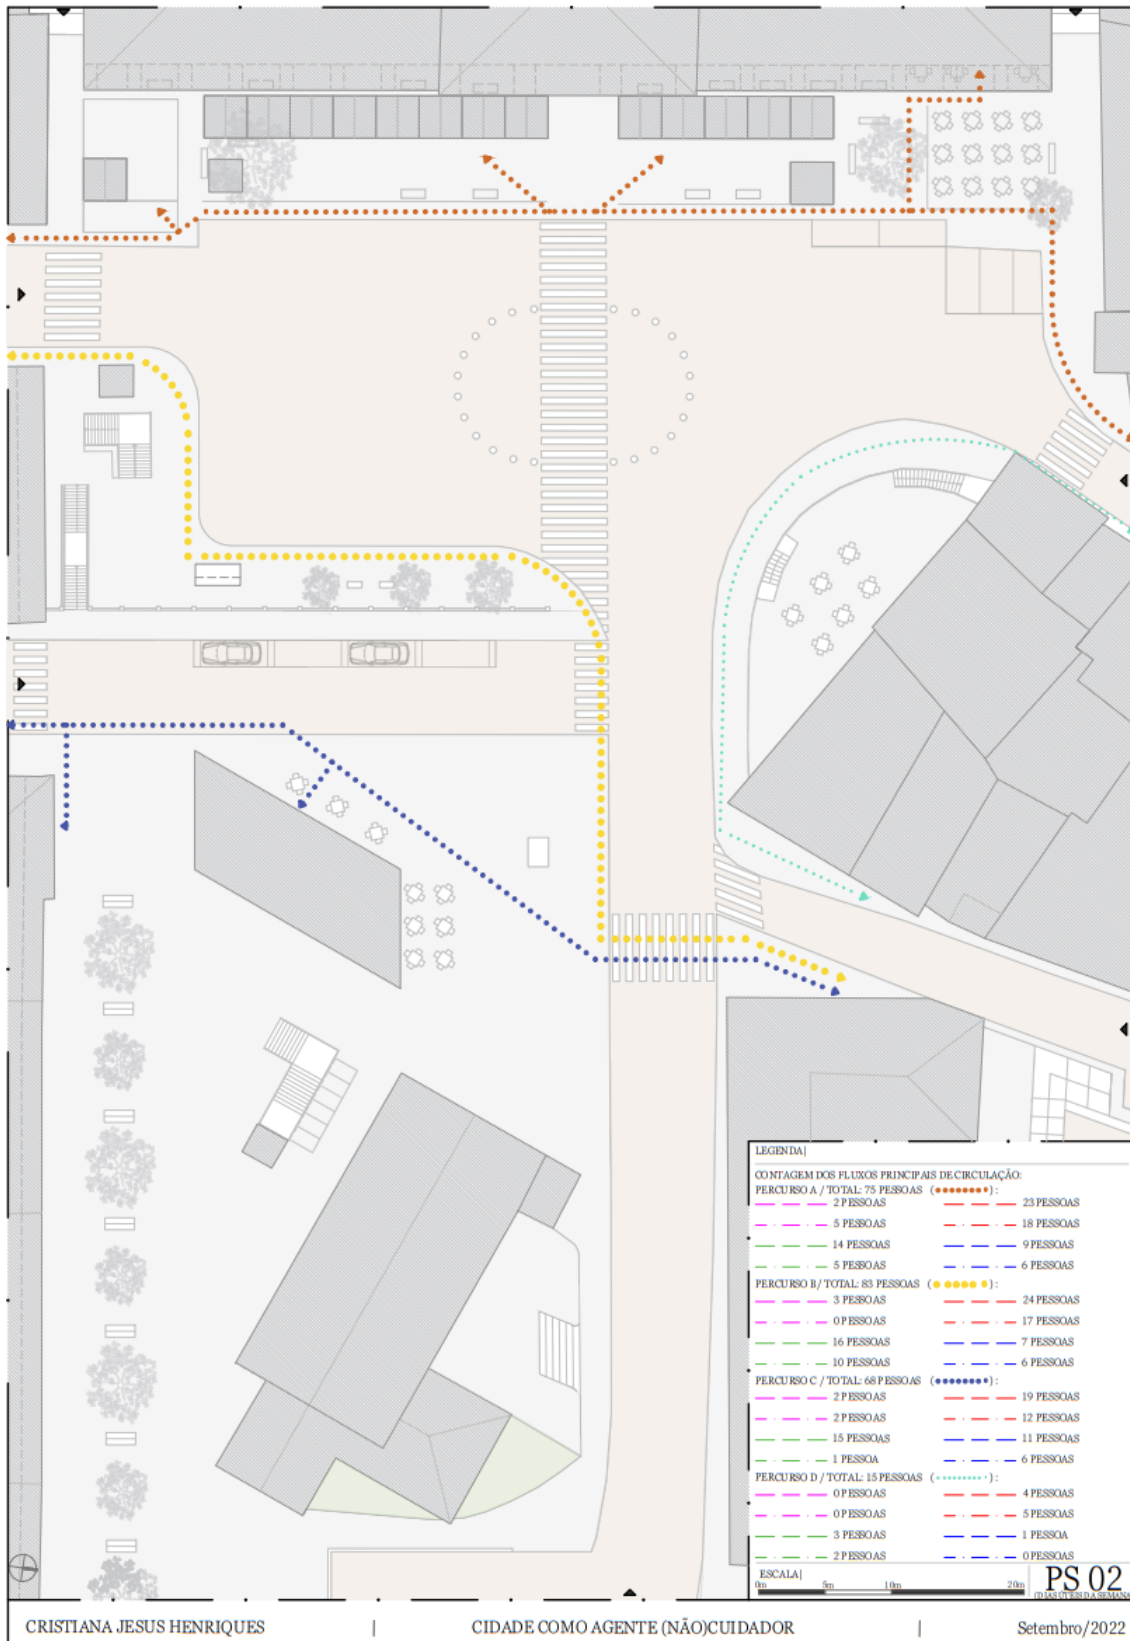 LEGENDA|
CONTAGEM DOS FLUXOS PRINCIPAIS DE CIRCULAÇÃO:
PERCURSO A / TOTAL: 75 PESSOAS ( ) :
2 PESSOAS 23 PESSOAS
5 PESSOAS 18 PESSOAS
14 PESSOAS 9 PESSOAS
5 PESSOAS 6 PESSOAS
PERCURSO B/ TOTAL: 83 PESSOAS ( ) :
3 PESSOAS 24 PESSOAS
0 PESSOAS 17 PESSOAS
16 PESSOAS 7 PESSOAS
10 PESSOAS 6 PESSOAS
PERCURSO C / TOTAL: 68 PESSOAS ( ) :
2 PESSOAS 19 PESSOAS
2 PESSOAS 12 PESSOAS
15 PESSOAS 11 PESSOAS
1 PESSOA 6 PESSOAS
PERCURSO D / TOTAL: 15 PESSOAS ( ) :
0 PESSOAS 4 PESSOAS
0 PESSOAS 5 PESSOAS
3 PESSOAS 1 PESSOA
2 PESSOAS 0 PESSOAS
ESCALA|
0m 5m 10m 20m
PS 02
(DIAS ÚTEIS DA SEMANA
CRISTIANA JESUS HENRIQUES | CIDADE COMO AGENTE (NÃO)CUIDADOR | Setembro/2022